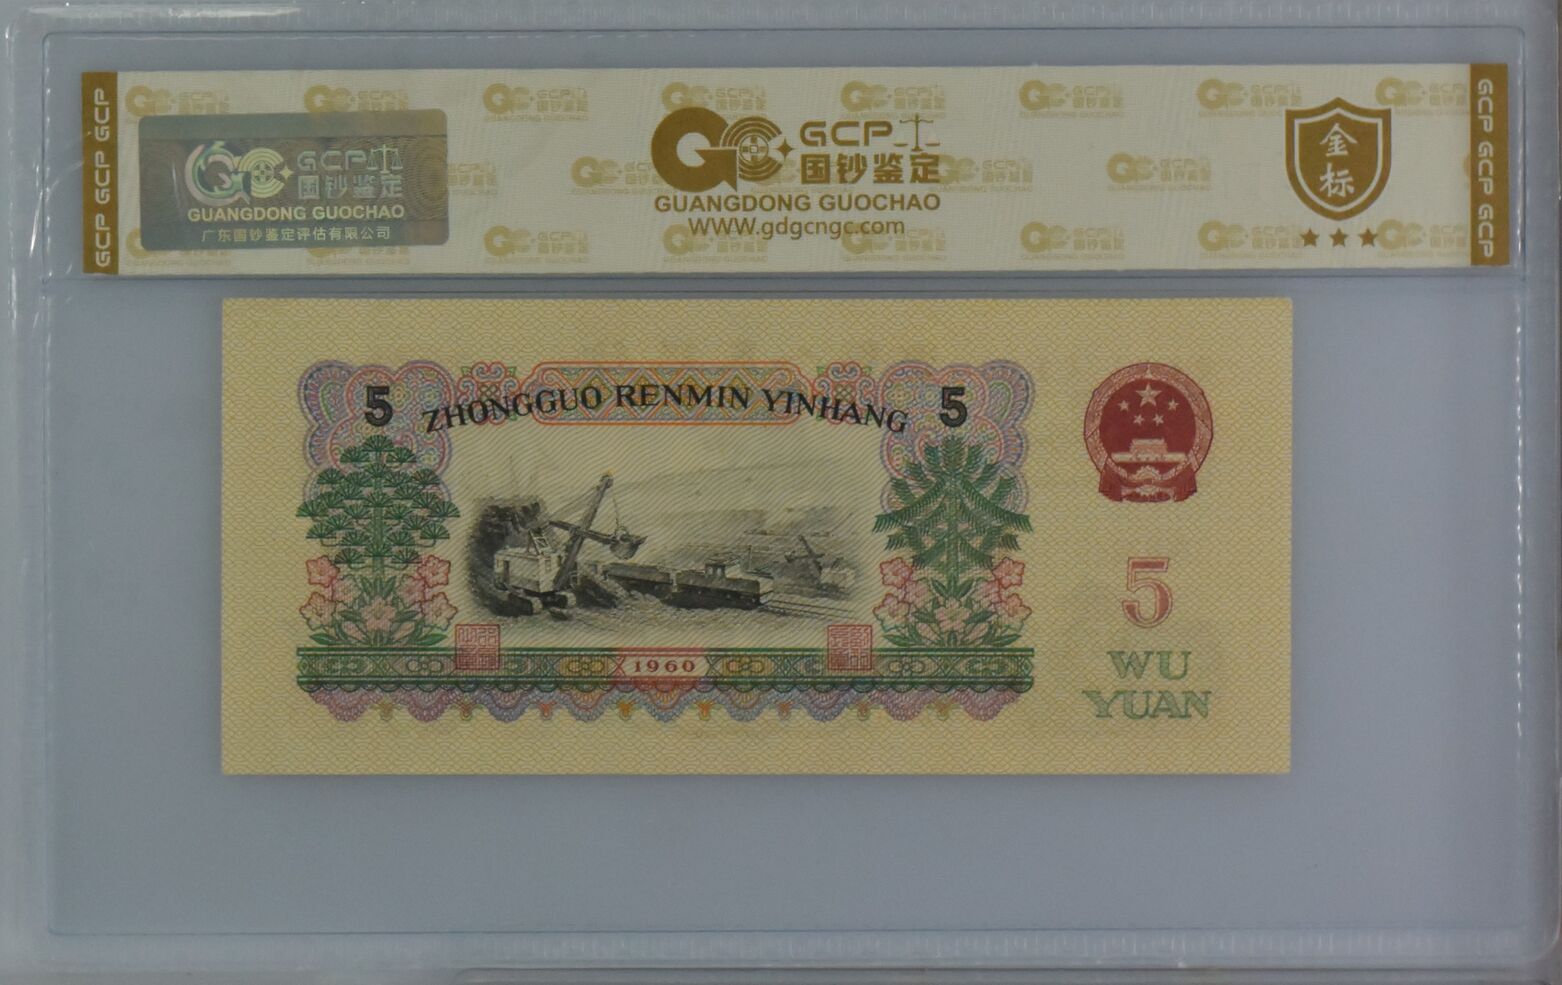 GCP GCP GCP
GCP 国钞鉴定
GUANGDONG GUOCHAO
广东国钞鉴定评估有限公司
GCP
国钞鉴定
GUANGDONG GUOCHAO
WWW.gdgcngc.com
金标
GCP GCP GCP
5 ZHONGGUO RENMIN YINHANG 5
5
WU
YUAN
1960